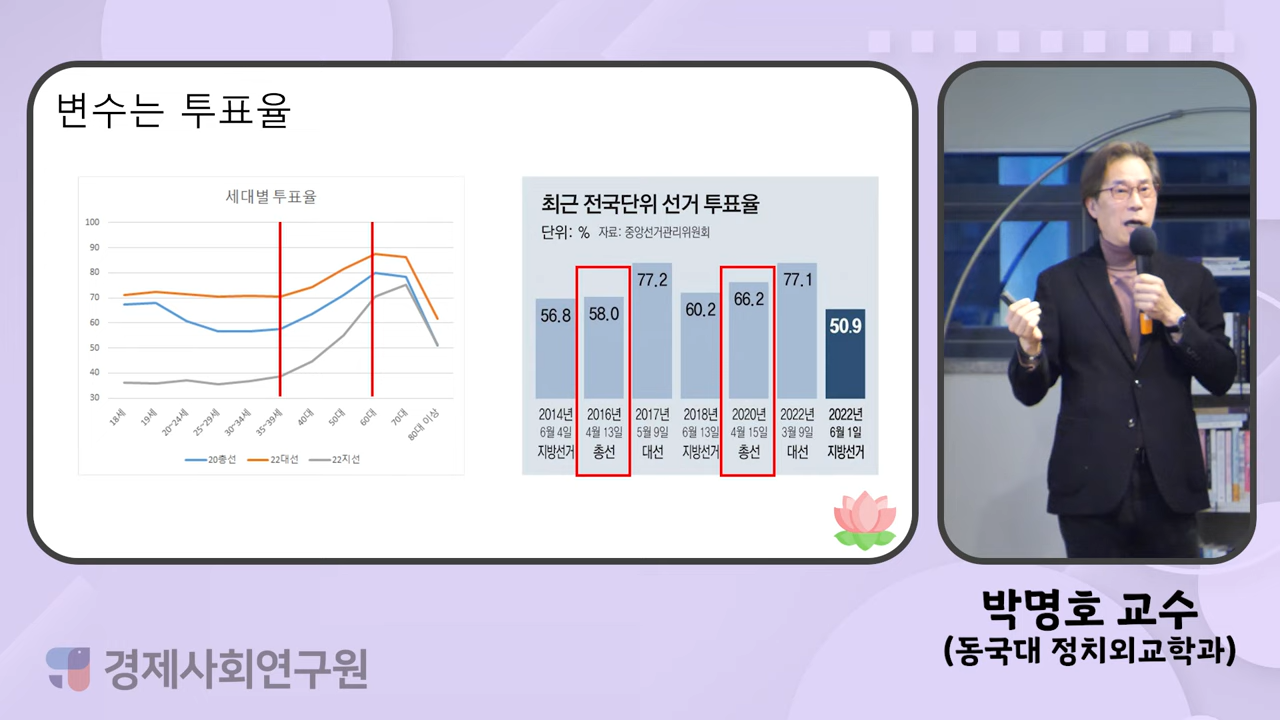 변수는 투표율
세대별 투표율
100
90
80
70
60
50
40
30
18세
19세
20~24세
25~29세
30~34세
35~39세
40대
50대
60대
70대
80대 이상
20총선 22대선 22지선
최근 전국단위 선거 투표율
단위: % 자료: 중앙선거관리위원회
56.8 58.0 77.2 60.2 66.2 77.1 50.9
2014년 2016년 2017년 2018년 2020년 2022년 2022년
6월 4일 4월 13일 5월 9일 6월 13일 4월 15일 3월 9일 6월 1일
지방선거 총선 대선 지방선거 총선 대선 지방선거
박명호 교수
(동국대 정치외교학과)
경제사회연구원